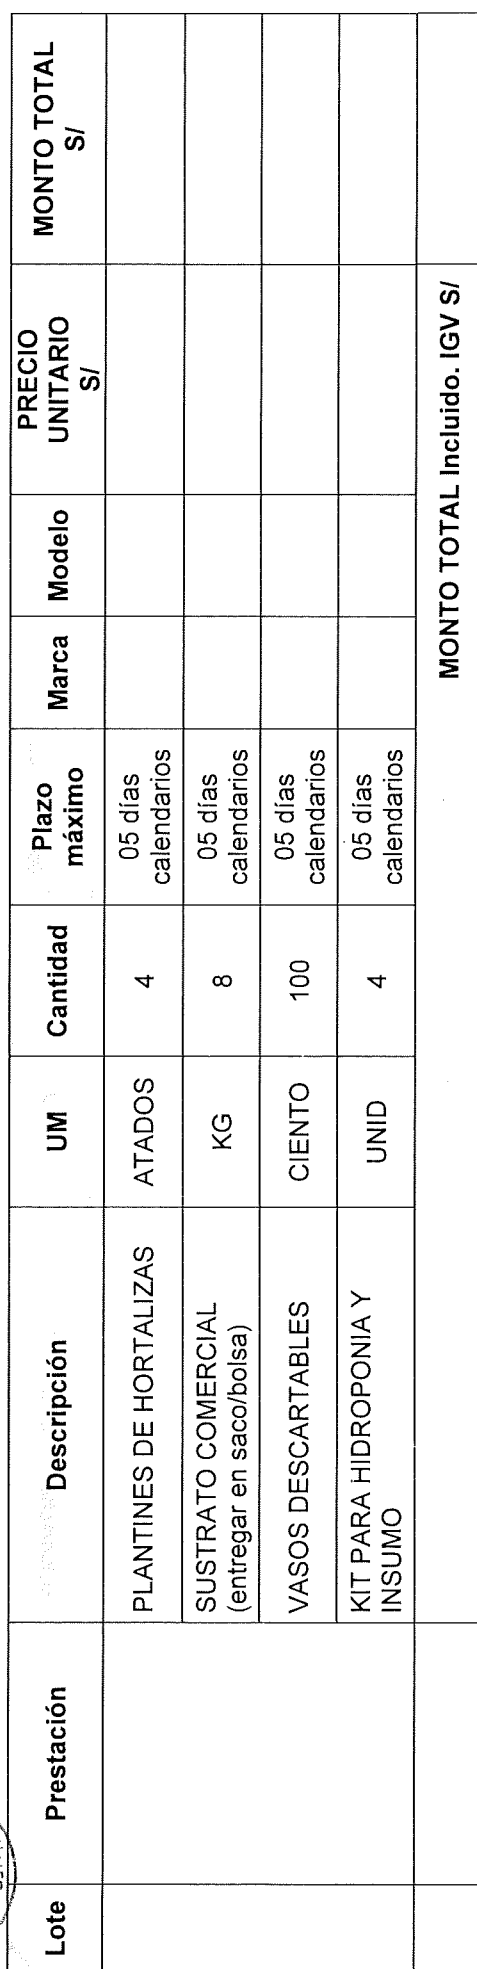 Lote Prestación Descripción UM Cantidad Plazo máximo Marca Modelo PRECIO UNITARIO S/ MONTO TOTAL S/
PLANTINES DE HORTALIZAS ATADOS 4 05 días calendarios
SUSTRATO COMERCIAL (entregar en saco/bolsa) KG 8 05 días calendarios
VASOS DESCARTABLES CIENTO 100 05 días calendarios
KIT PARA HIDROPONIA Y INSUMO UNID 4 05 días calendarios
MONTO TOTAL Incluido. IGV S/